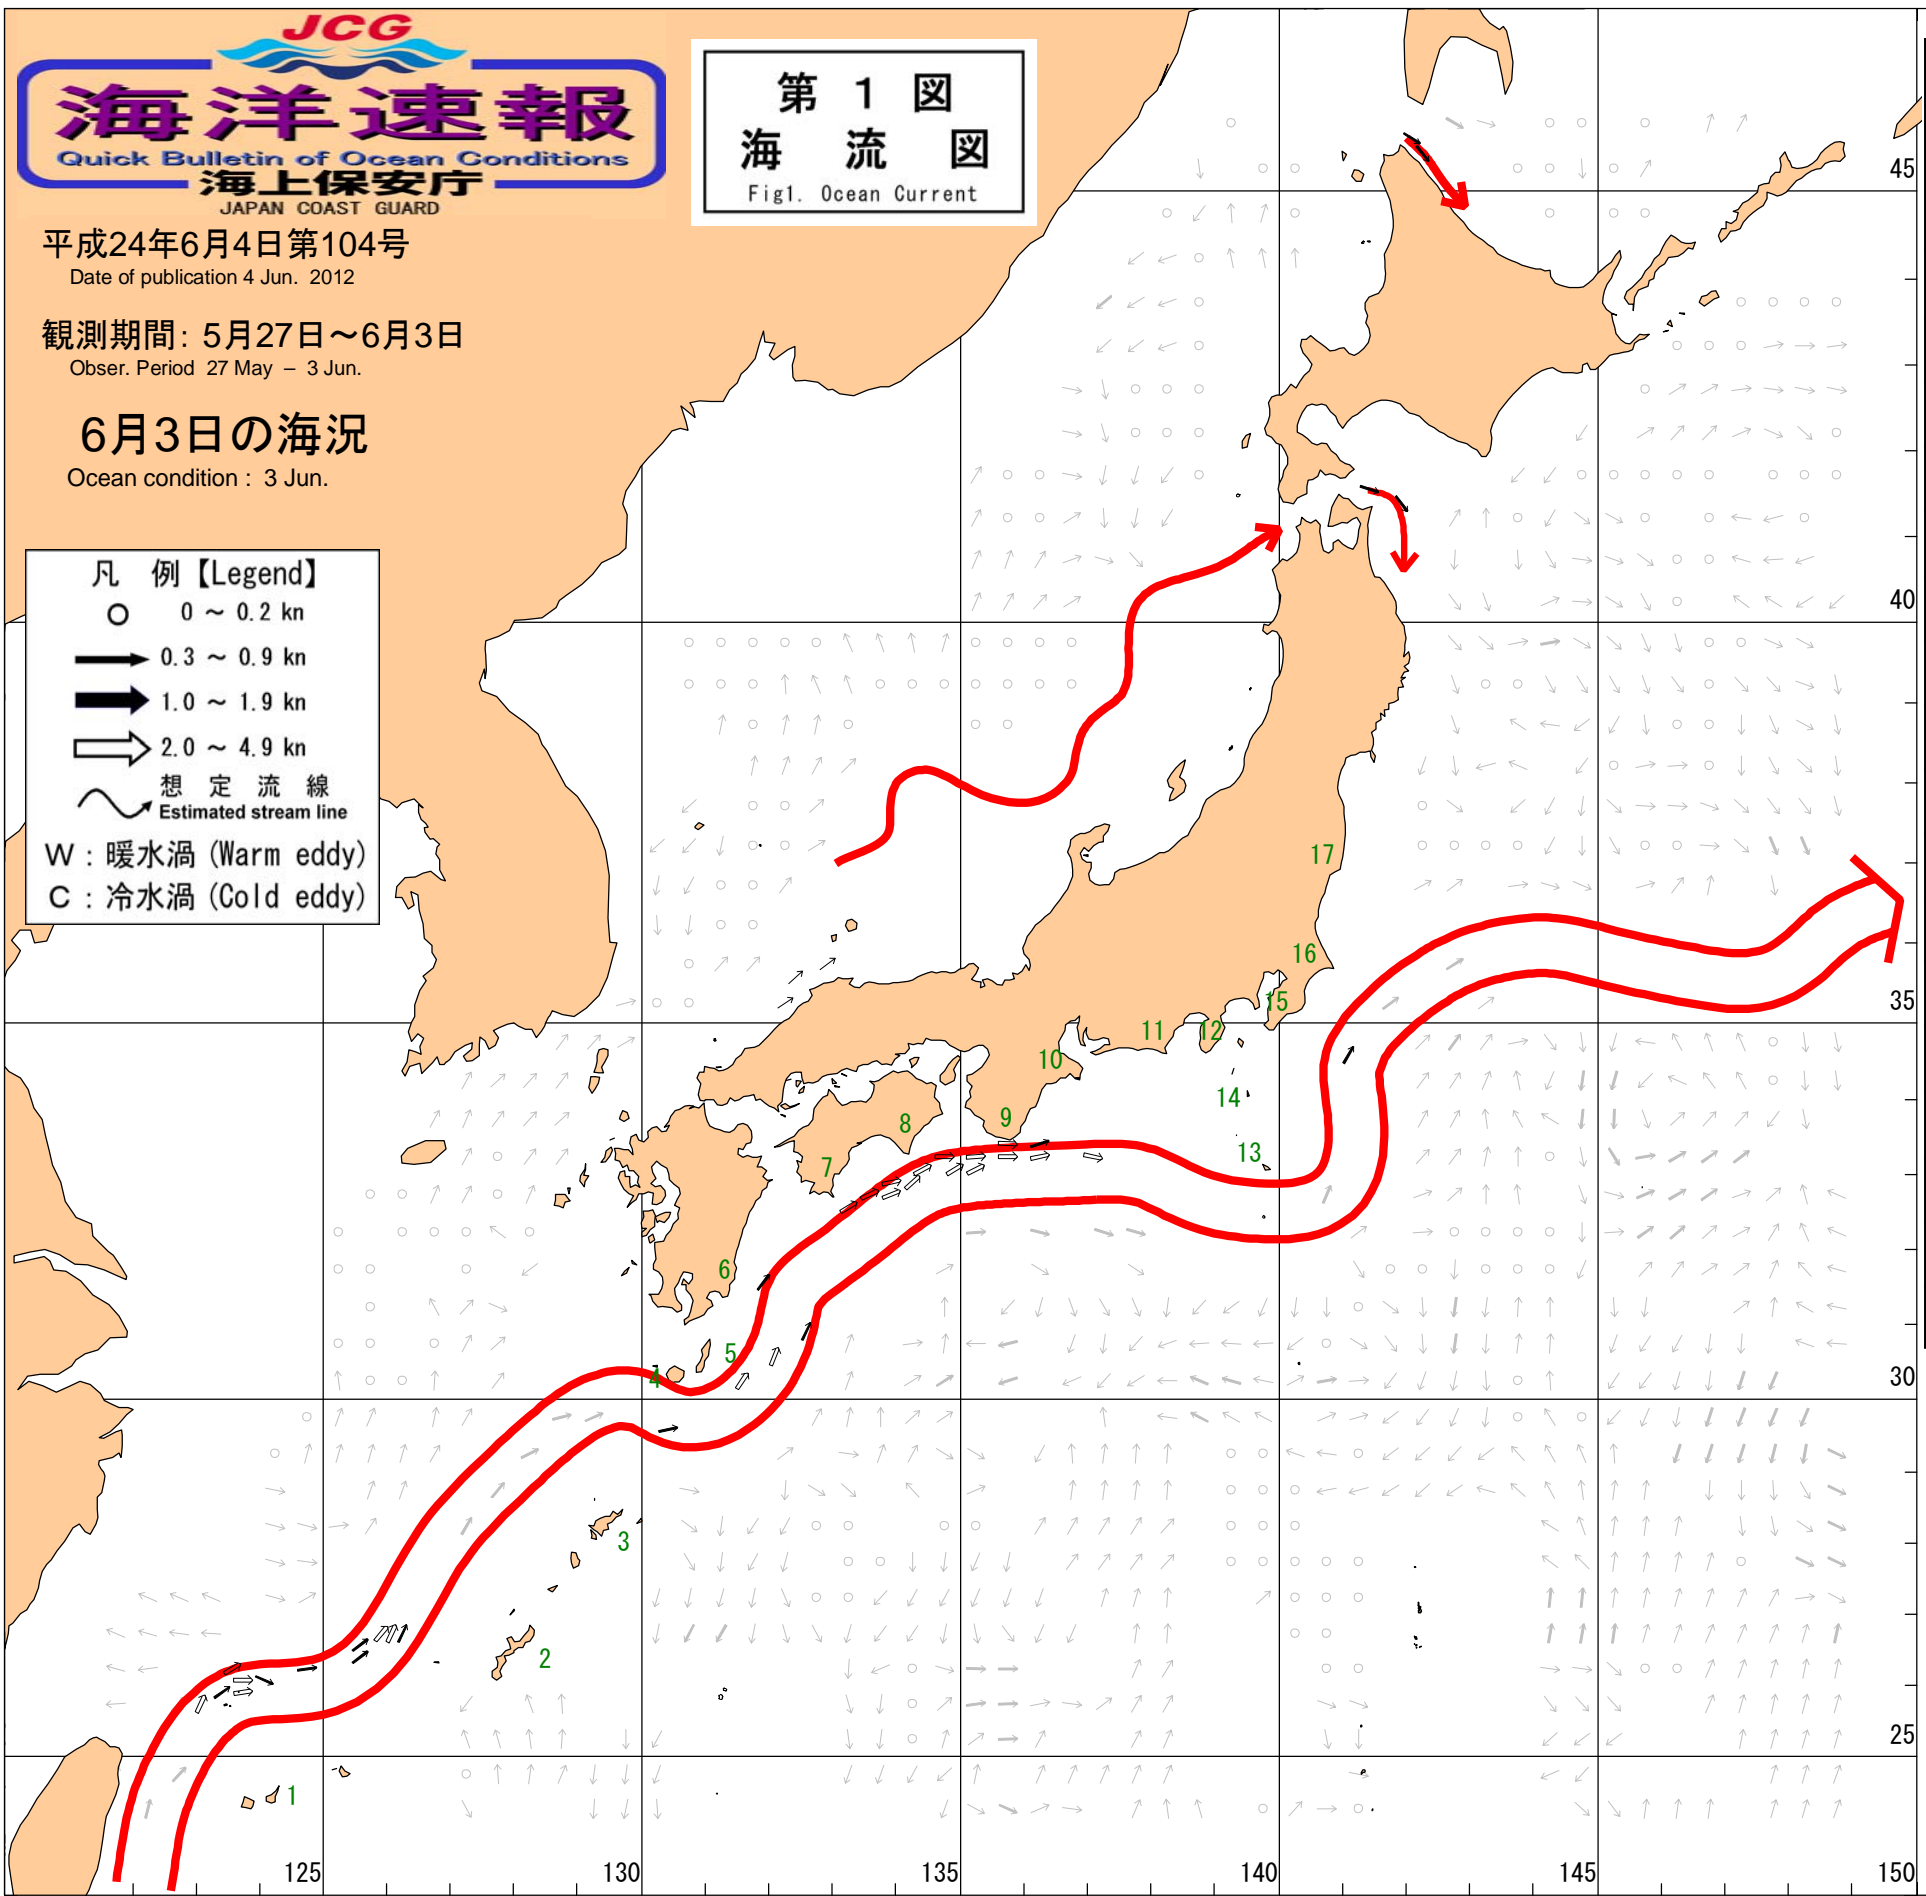 JCG
海洋速報
Quick Bulletin of Ocean Conditions
海上保安庁
JAPAN COAST GUARD
第 1 図
海 流 図
Fig1. Ocean Current
平成24年6月4日第104号
Date of publication 4 Jun. 2012
観測期間: 5月27日～6月3日
Obser. Period 27 May – 3 Jun.
6月3日の海況
Ocean condition : 3 Jun.
凡 例【Legend】
0 ～ 0.2 kn
0.3 ～ 0.9 kn
1.0 ～ 1.9 kn
2.0 ～ 4.9 kn
想 定 流 線
Estimated stream line
W : 暖水渦 (Warm eddy)
C : 冷水渦 (Cold eddy)
45
40
17
16
15
35
12
11
10
14
9
8
13
7
6
5
4
30
3
2
25
1
125
130
135
140
145
150